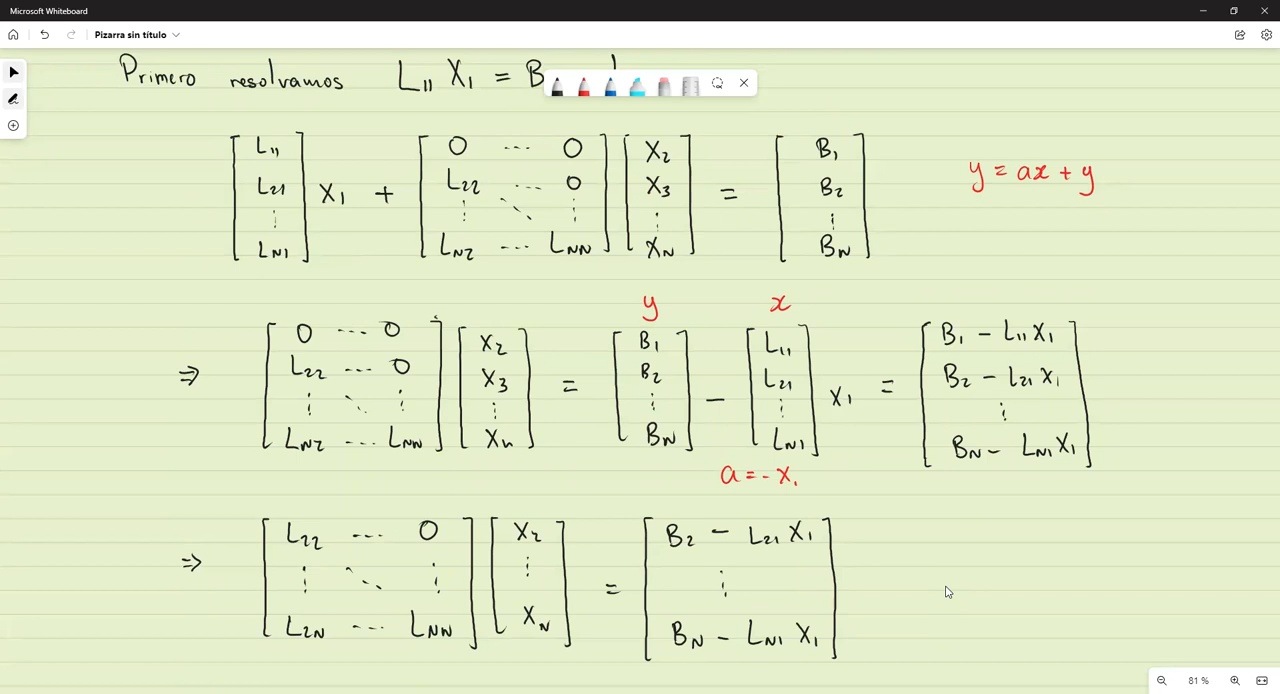 Microsoft Whiteboard
Pizarra sin título
Primero resolvamos L11 X1 = B
[ L11 L21 ⋮ LN1 ] X1 + [ 0 ... 0 L22 ... 0 ⋮ ⋱ ⋮ LN2 ... LNN ] [ X2 X3 ⋮ XN ] = [ B1 B2 ⋮ BN ] y = ax + y
y x
⇒ [ 0 ... 0 L22 ... 0 ⋮ ⋱ ⋮ LN2 ... LNN ] [ X2 X3 ⋮ Xn ] = [ B1 B2 ⋮ BN ] − [ L11 L21 ⋮ LN1 ] X1 = [ B1 − L11 X1 B2 − L21 X1 ⋮ BN − LN1 X1 ]
a = - X1
⇒ [ L22 ... 0 ⋮ ⋱ ⋮ L2N ... LNN ] [ X2 ⋮ XN ] = [ B2 − L21 X1 ⋮ BN − LN1 X1 ]
81 %